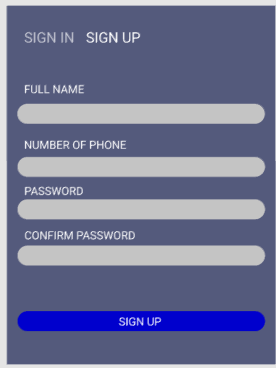 SIGN IN SIGN UP
FULL NAME
NUMBER OF PHONE
PASSWORD
CONFIRM PASSWORD
SIGN UP